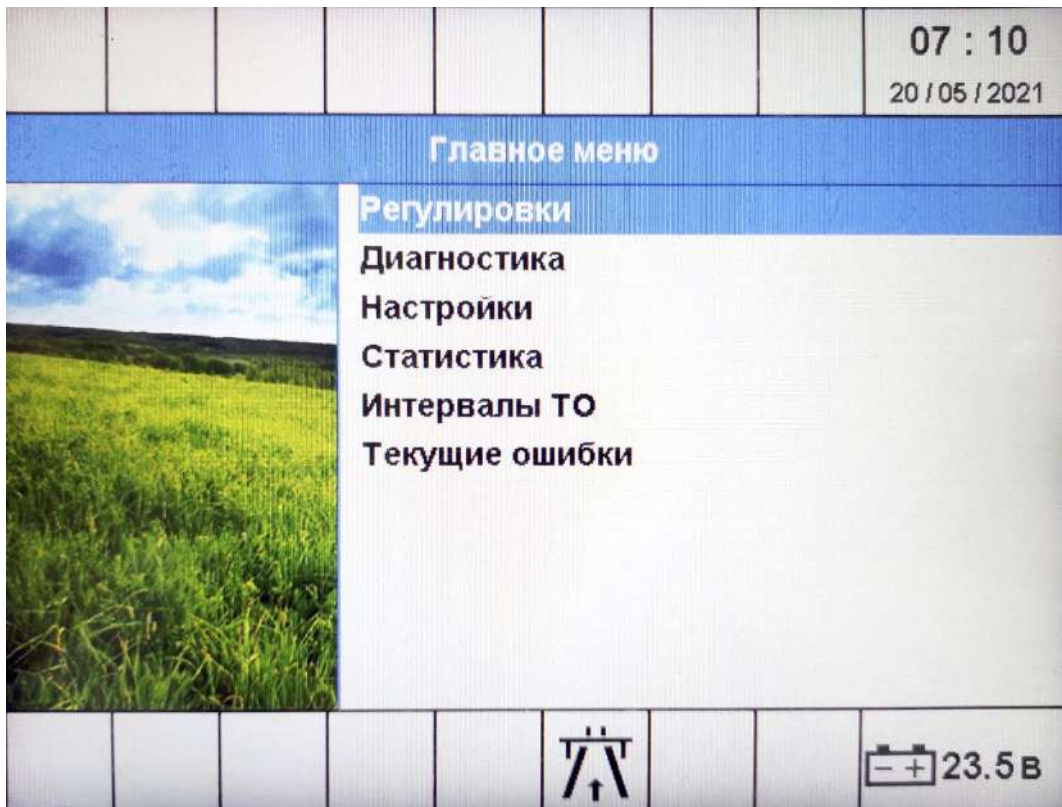 07 : 10
20 / 05 / 2021
Главное меню
Регулировки
Диагностика
Настройки
Статистика
Интервалы ТО
Текущие ошибки
23.5 В